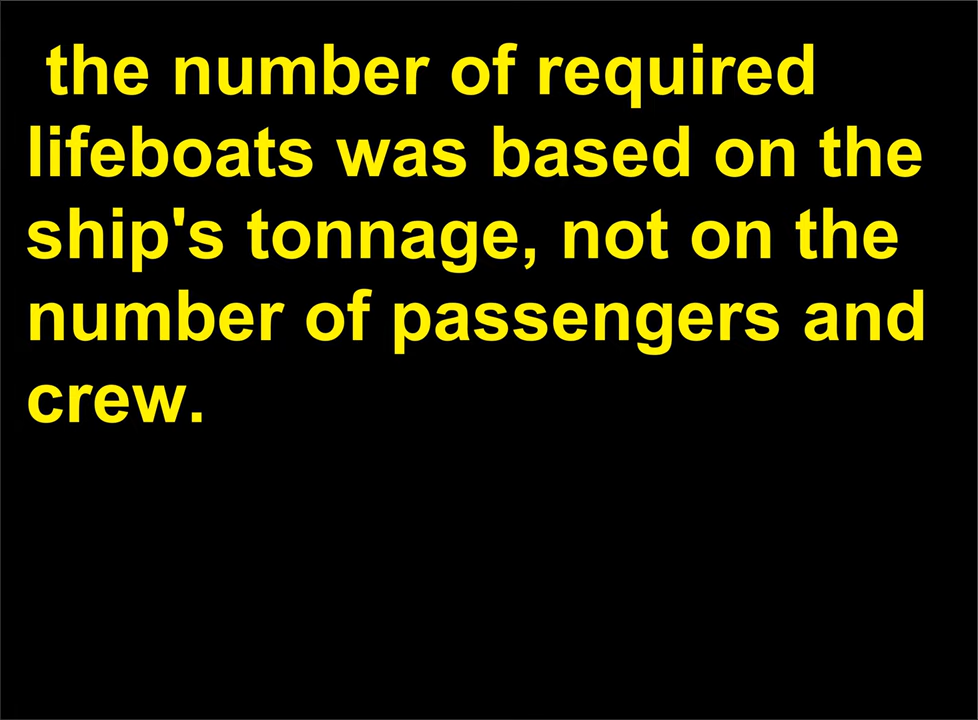 the number of required
lifeboats was based on the
ship's tonnage, not on the
number of passengers and
crew.